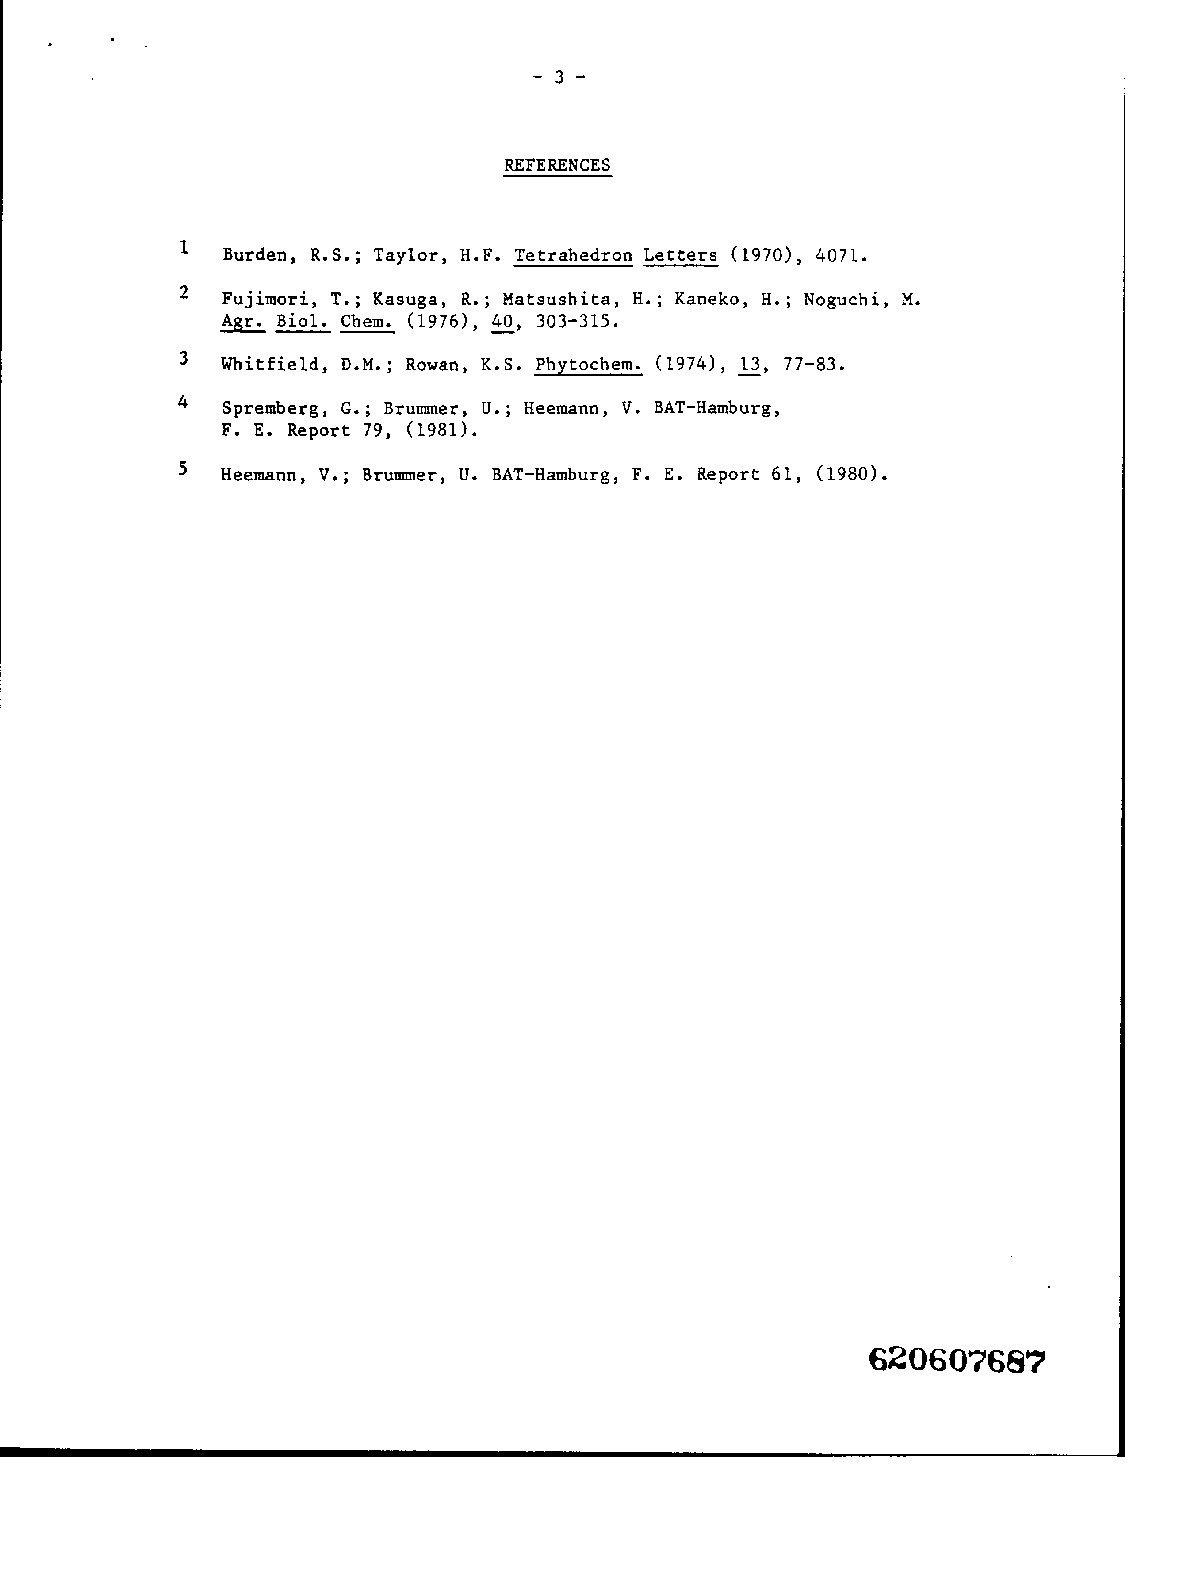 - 3 -
REFERENCES
1 Burden, R.S.; Taylor, H.F. Tetrahedron Letters (1970), 4071.
2 Fujimori, T.; Kasuga, R.; Matsushita, H.; Kaneko, H.; Noguchi, M.
Agr. Biol. Chem. (1976), 40, 303-315.
3 Whitfield, D.M.; Rowan, K.S. Phytochem. (1974), 13, 77-83.
4 Spremberg, G.; Brummer, U.; Heemann, V. BAT-Hamburg,
F. E. Report 79, (1981).
5 Heemann, V.; Brummer, U. BAT-Hamburg, F. E. Report 61, (1980).
620607687